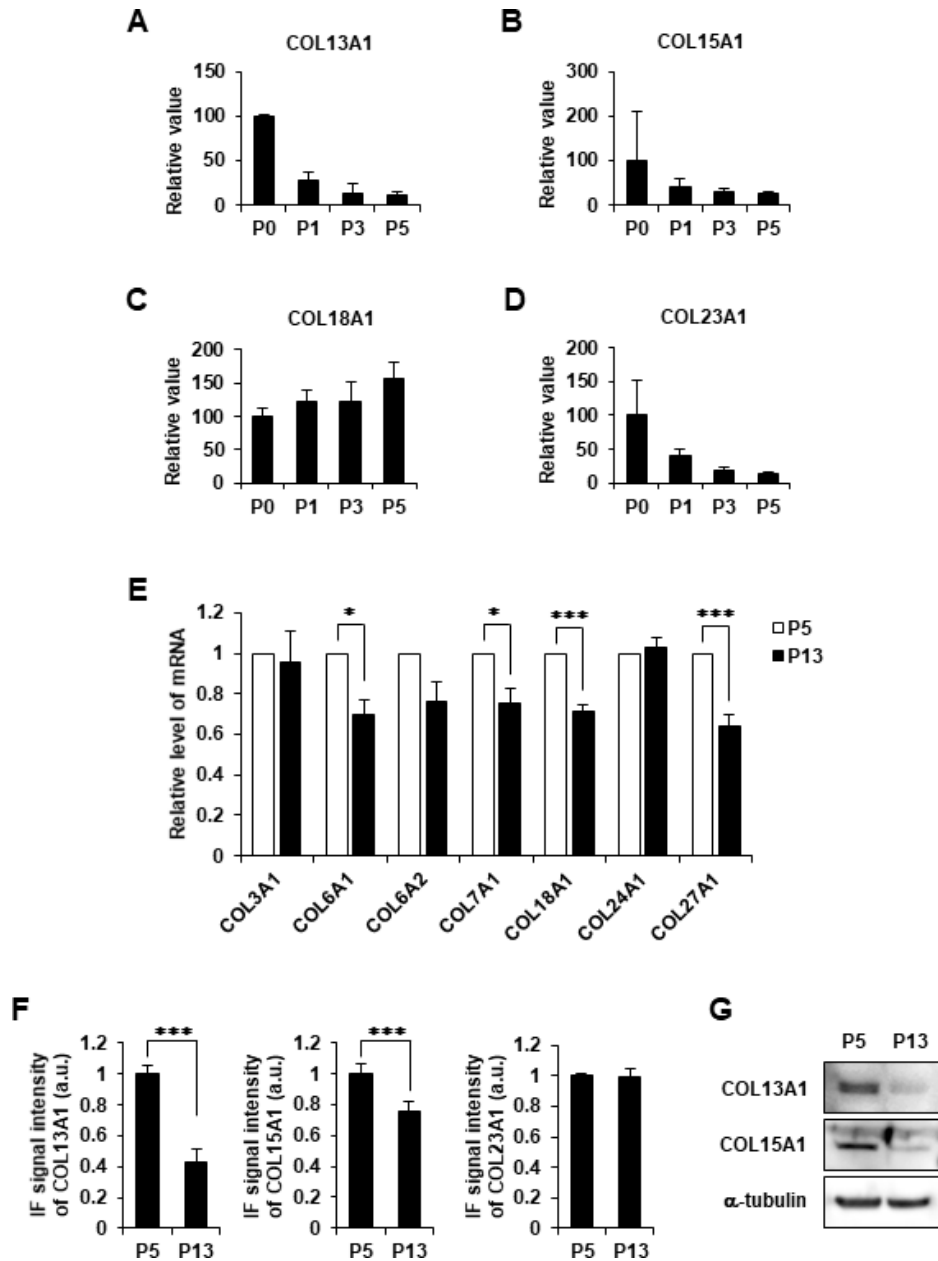 A
COL13A1
Relative value
150
100
50
0
P0 P1 P3 P5
B
COL15A1
Relative value
300
200
100
0
P0 P1 P3 P5
C
COL18A1
Relative value
200
150
100
50
0
P0 P1 P3 P5
D
COL23A1
Relative value
200
150
100
50
0
P0 P1 P3 P5
E
Relative level of mRNA
1.2
1
0.8
0.6
0.4
0.2
0
* * *** ***
P5
P13
COL3A1 COL6A1 COL6A2 COL7A1 COL18A1 COL24A1 COL27A1
F
IF signal intensity
of COL13A1 (a.u.)
1.2
1
0.8
0.6
0.4
0.2
0
***
P5 P13
IF signal intensity
of COL15A1 (a.u.)
1.2
1
0.8
0.6
0.4
0.2
0
***
P5 P13
IF signal intensity
of COL23A1 (a.u.)
1.2
1
0.8
0.6
0.4
0.2
0
P5 P13
G
P5 P13
COL13A1
COL15A1
α-tubulin